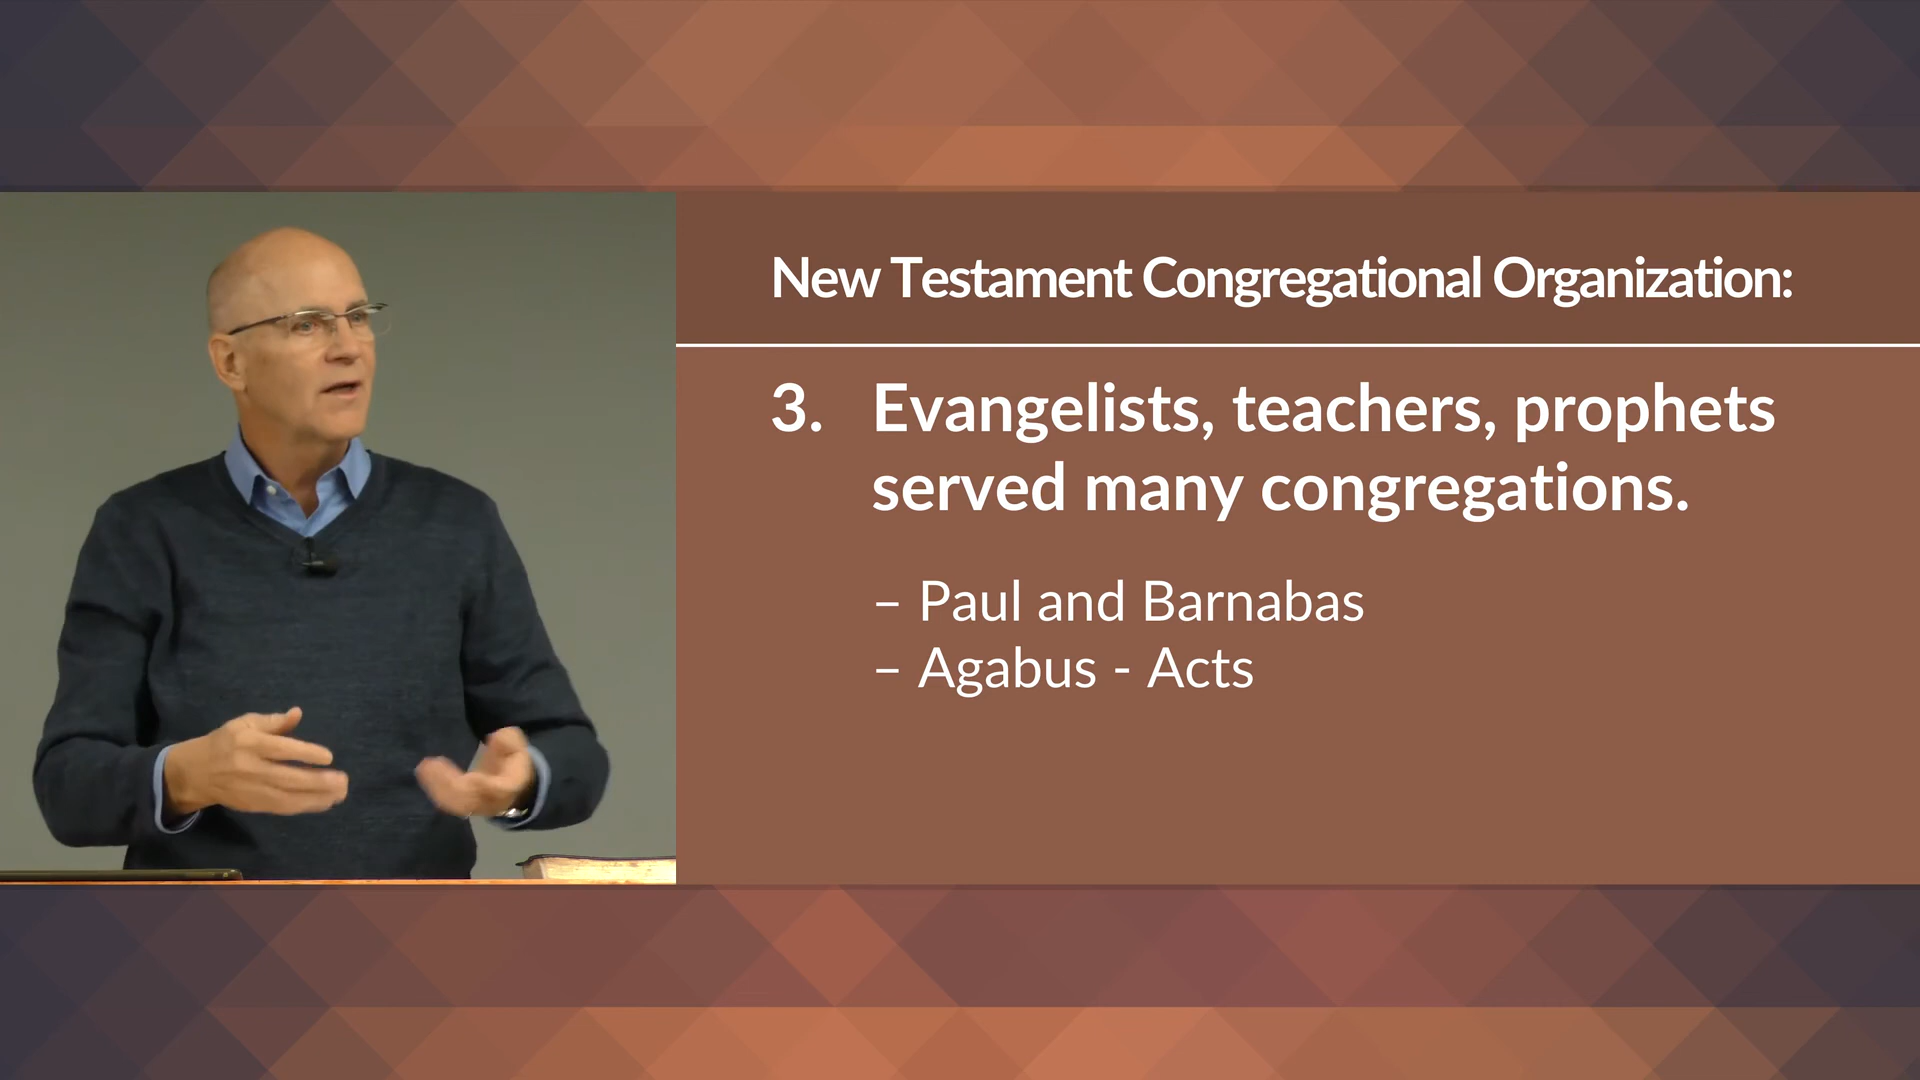 New Testament Congregational Organization:
3. Evangelists, teachers, prophets
served many congregations.
– Paul and Barnabas
– Agabus - Acts